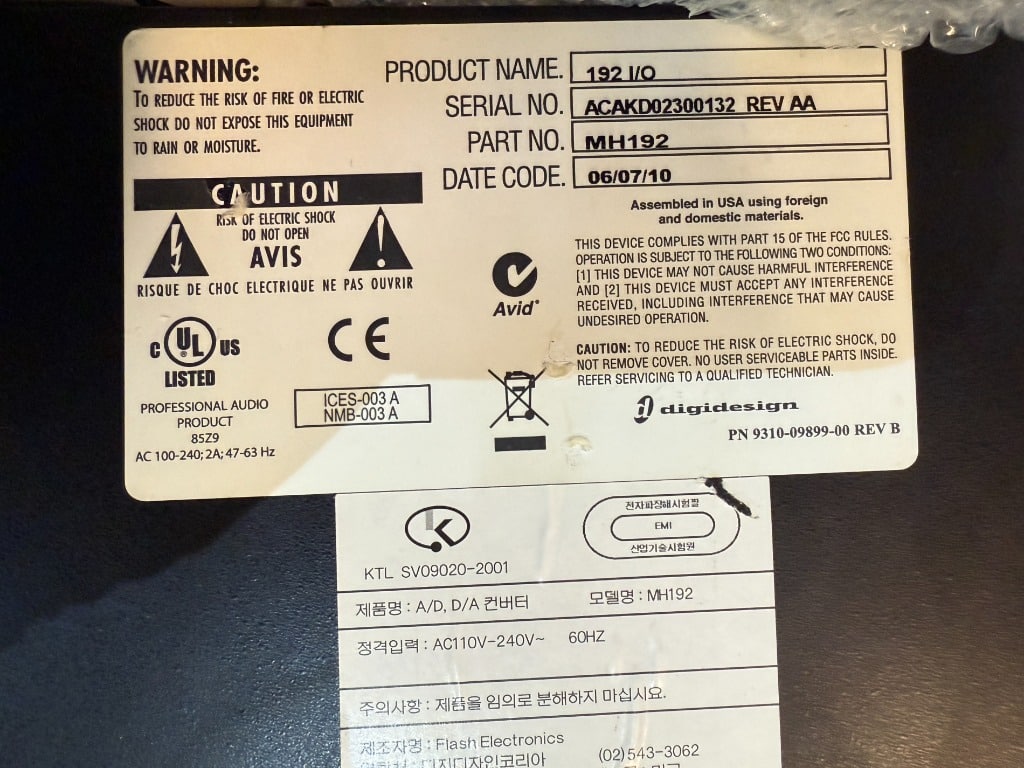 WARNING:
TO REDUCE THE RISK OF FIRE OR ELECTRIC
SHOCK DO NOT EXPOSE THIS EQUIPMENT
TO RAIN OR MOISTURE.
CAUTION
RISK OF ELECTRIC SHOCK
DO NOT OPEN
AVIS
RISQUE DE CHOC ELECTRIQUE NE PAS OUVRIR
C UL US
®
LISTED
PROFESSIONAL AUDIO
PRODUCT
85Z9
AC 100-240; 2A; 47-63 Hz
CE
ICES-003 A
NMB-003 A
PRODUCT NAME. 192 I/O
SERIAL NO. ACAKD02300132 REV AA
PART NO. MH192
DATE CODE. 06/07/10
Avid
Assembled in USA using foreign
and domestic materials.
THIS DEVICE COMPLIES WITH PART 15 OF THE FCC RULES.
OPERATION IS SUBJECT TO THE FOLLOWING TWO CONDITIONS:
[1] THIS DEVICE MAY NOT CAUSE HARMFUL INTERFERENCE
AND [2] THIS DEVICE MUST ACCEPT ANY INTERFERENCE
RECEIVED, INCLUDING INTERFERENCE THAT MAY CAUSE
UNDESIRED OPERATION.
CAUTION: TO REDUCE THE RISK OF ELECTRIC SHOCK, DO
NOT REMOVE COVER. NO USER SERVICEABLE PARTS INSIDE.
REFER SERVICING TO A QUALIFIED TECHNICIAN.
digidesign
PN 9310-09899-00 REV B
KTL SV09020-2001
전자파장해시험필
EMI
산업기술시험원
제품명 : A/D, D/A 컨버터 모델명 : MH192
정격입력 : AC110V-240V~ 60HZ
주의사항 : 제품을 임의로 분해하지 마십시요.
제조자명 : Flash Electronics
디지디자인코리아 (02)543-3062